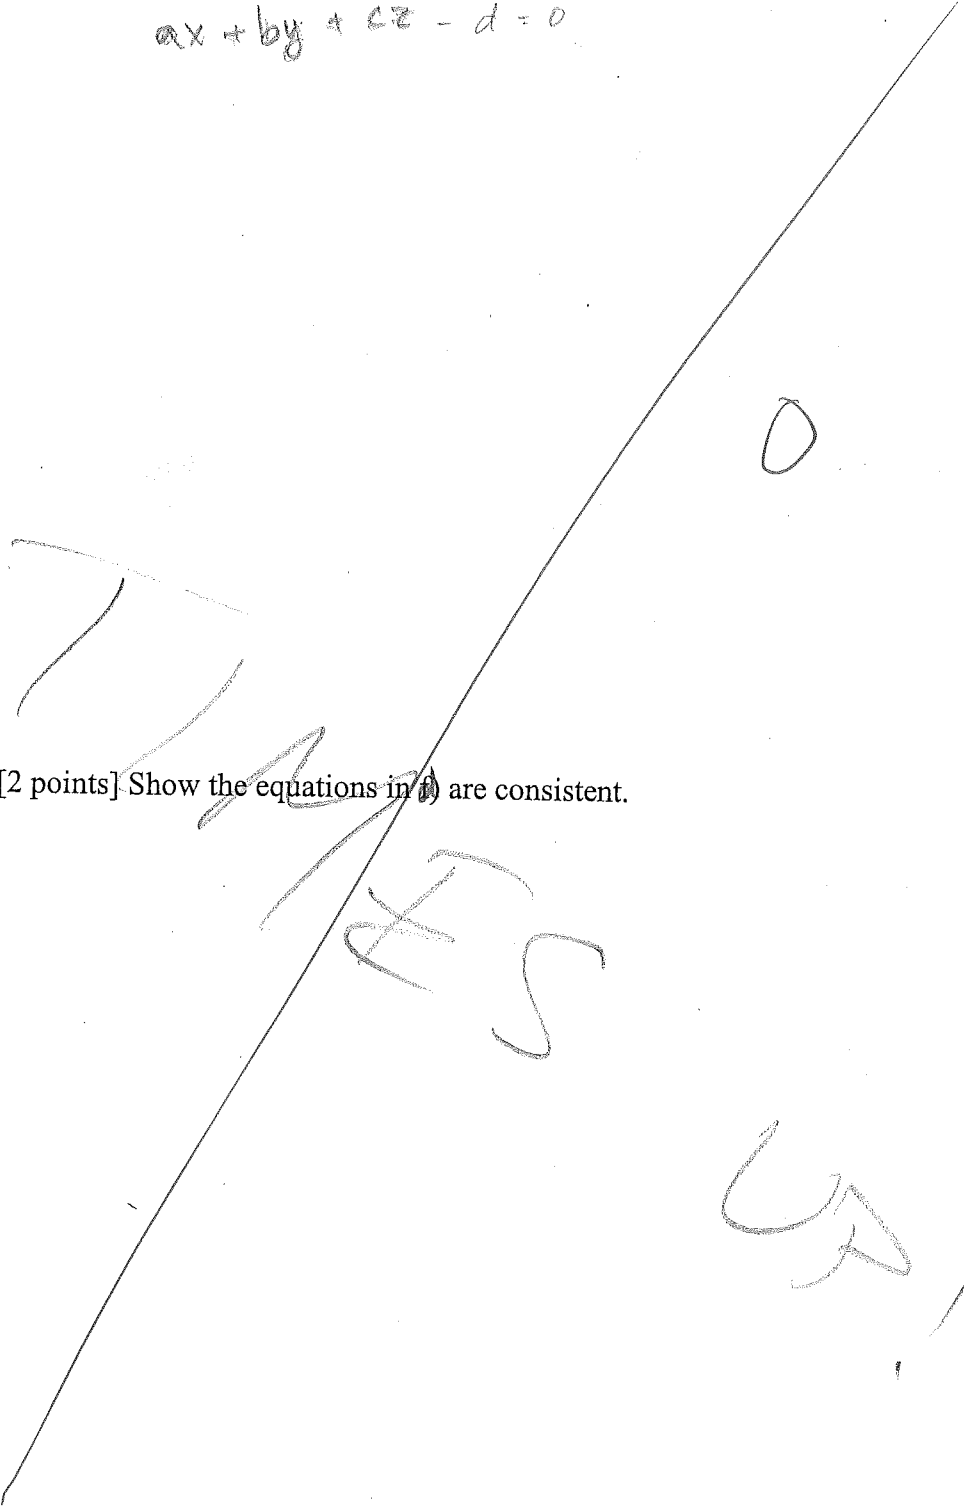 ax + by + cz - d = 0
0
[2 points] Show the equations in f) are consistent.
TIMES
UP!